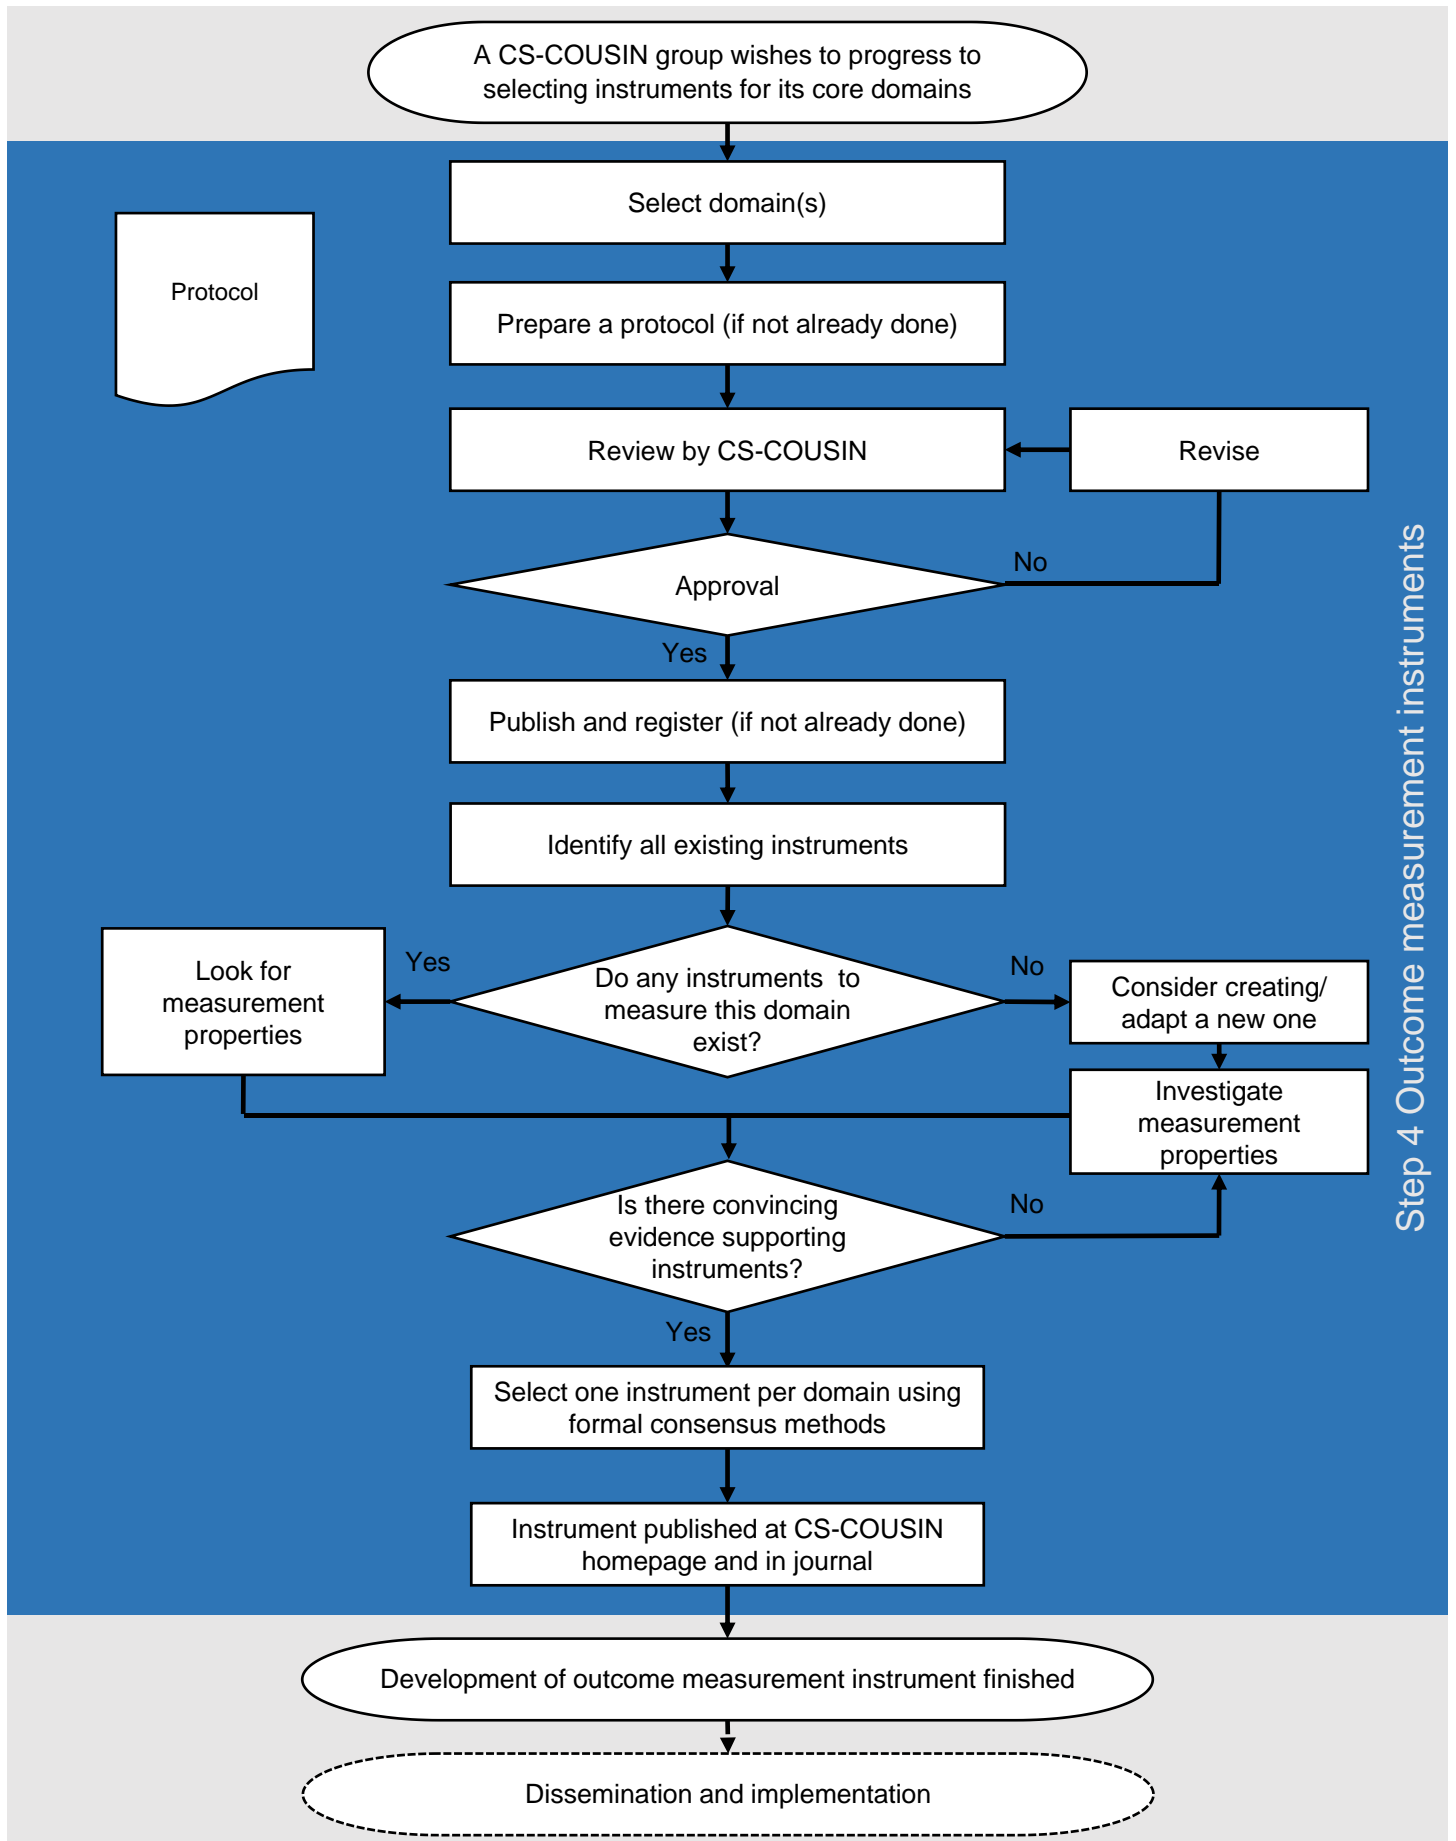 A CS-COUSIN group wishes to progress to
selecting instruments for its core domains
Select domain(s)
Protocol
Prepare a protocol (if not already done)
Review by CS-COUSIN
Revise
Approval
No
Yes
Publish and register (if not already done)
Identify all existing instruments
Look for
measurement
properties
Yes
Do any instruments  to
measure this domain
exist?
No
Consider creating/
adapt a new one
Investigate
measurement
properties
Is there convincing
evidence supporting
instruments?
No
Yes
Select one instrument per domain using
formal consensus methods
Instrument published at CS-COUSIN
homepage and in journal
Step 4 Outcome measurement instruments
Development of outcome measurement instrument finished
Dissemination and implementation